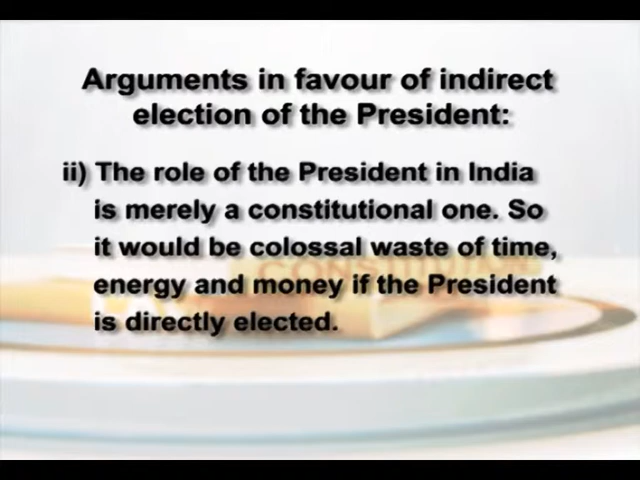 Arguments in favour of indirect
election of the President:
ii) The role of the President in India
is merely a constitutional one. So
it would be colossal waste of time,
energy and money if the President
is directly elected.